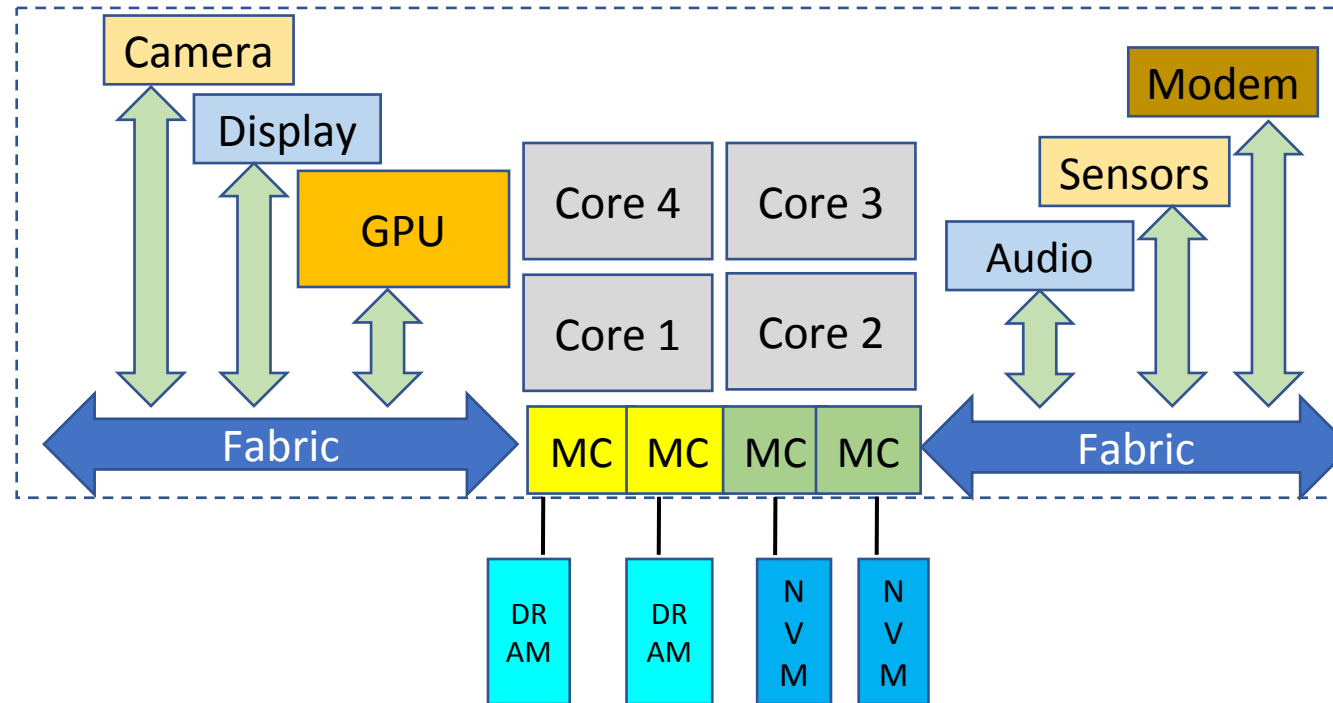 Camera
Modem
Display
Core 4
Core 3
Sensors
GPU
Audio
Core 1
Core 2
Fabric
MC
MC
MC
MC
Fabric
DR
AM
DR
AM
N
V
M
N
V
M